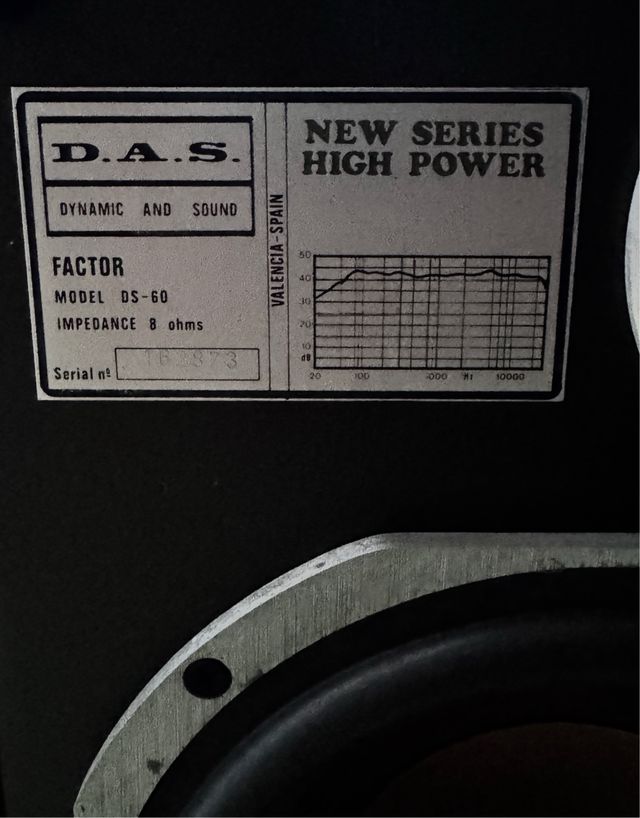 D.A.S.
DYNAMIC AND SOUND
FACTOR
MODEL DS-60
IMPEDANCE 8 ohms
Serial nº
VALENCIA-SPAIN
NEW SERIES
HIGH POWER
50
40
30
20
10
dB
20 100 1000 Hz 10000